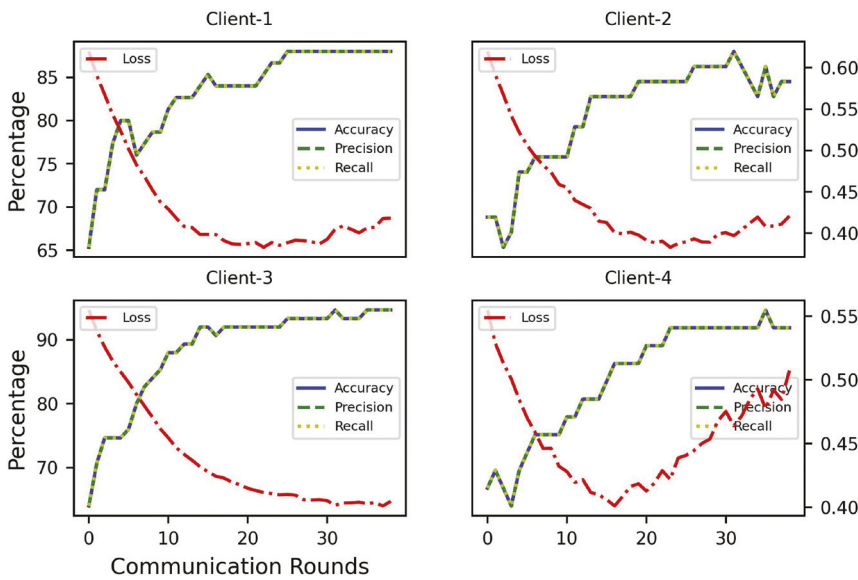 Client-1
Client-2
Loss
Accuracy
Precision
Recall
Percentage
85
80
75
70
65
Loss
Accuracy
Precision
Recall
0.60
0.55
0.50
0.45
0.40
Client-3
Client-4
Loss
Accuracy
Precision
Recall
Percentage
90
80
70
0
10
20
30
Communication Rounds
Loss
Accuracy
Precision
Recall
0.55
0.50
0.45
0.40
0
10
20
30